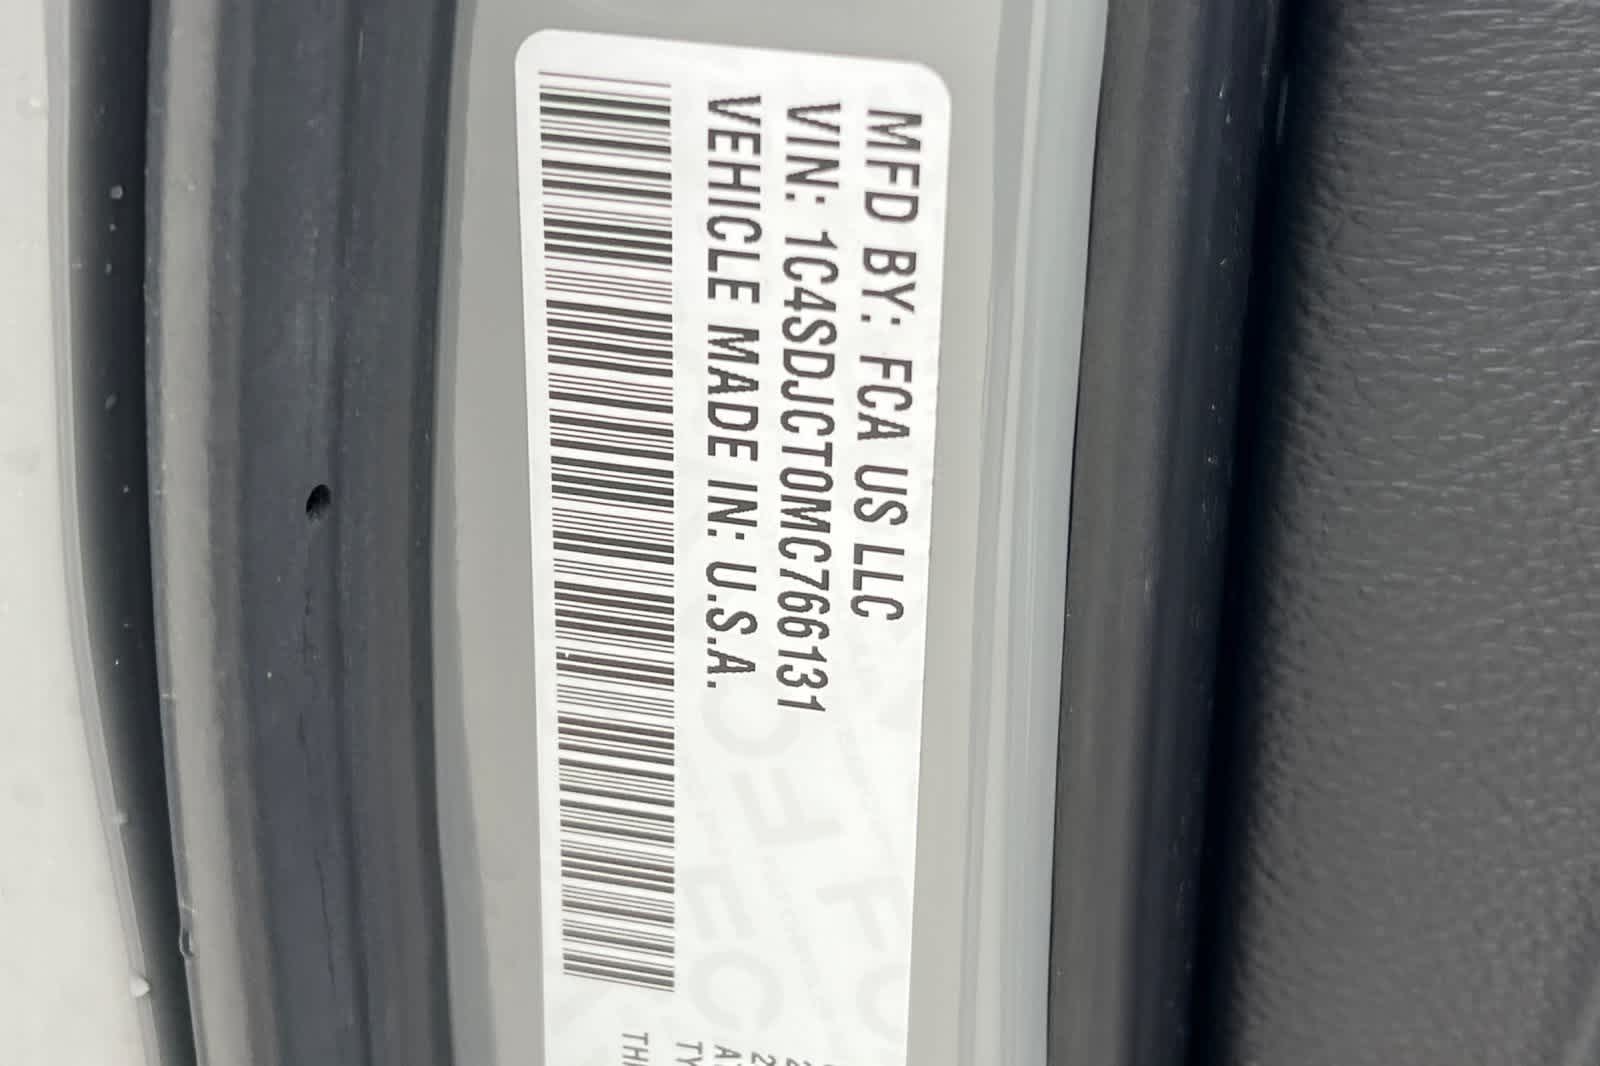 MFD BY: FCA US LLC
VIN: 1C4SDJCT0MC766131
VEHICLE MADE IN: U.S.A.